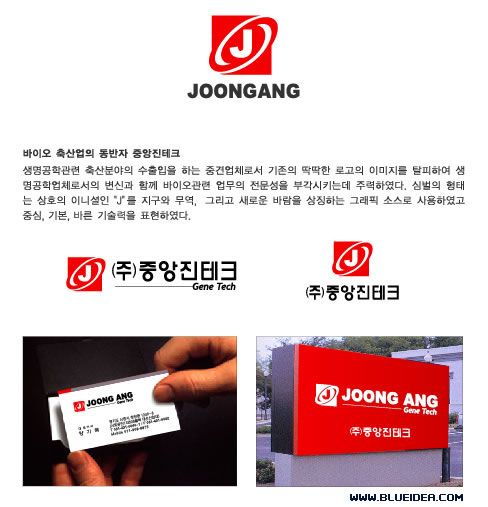 J
JOONGANG
바이오 축산업의 동반자 중앙진테크
생명공학관련 축산분야의 수출입을 하는 중견업체로서 기존의 딱딱한 로고의 이미지를 탈피하여 생
명공학업체로서의 변신과 함께 바이오관련 업무의 전문성을 부각시키는데 주력하였다. 심벌의 형태
는 상호의 이니셜인 "J"를 지구와 무역, 그리고 새로운 바람을 상징하는 그래픽 소스로 사용하였고
중심, 기본, 바른 기술력을 표현하였다.
J (주)중앙진테크
Gene Tech
J
(주)중앙진테크
J JOONG ANG
Gene Tech
J JOONG ANG
Gene Tech
(주)중앙진테크
WWW.BLUEIDEA.COM